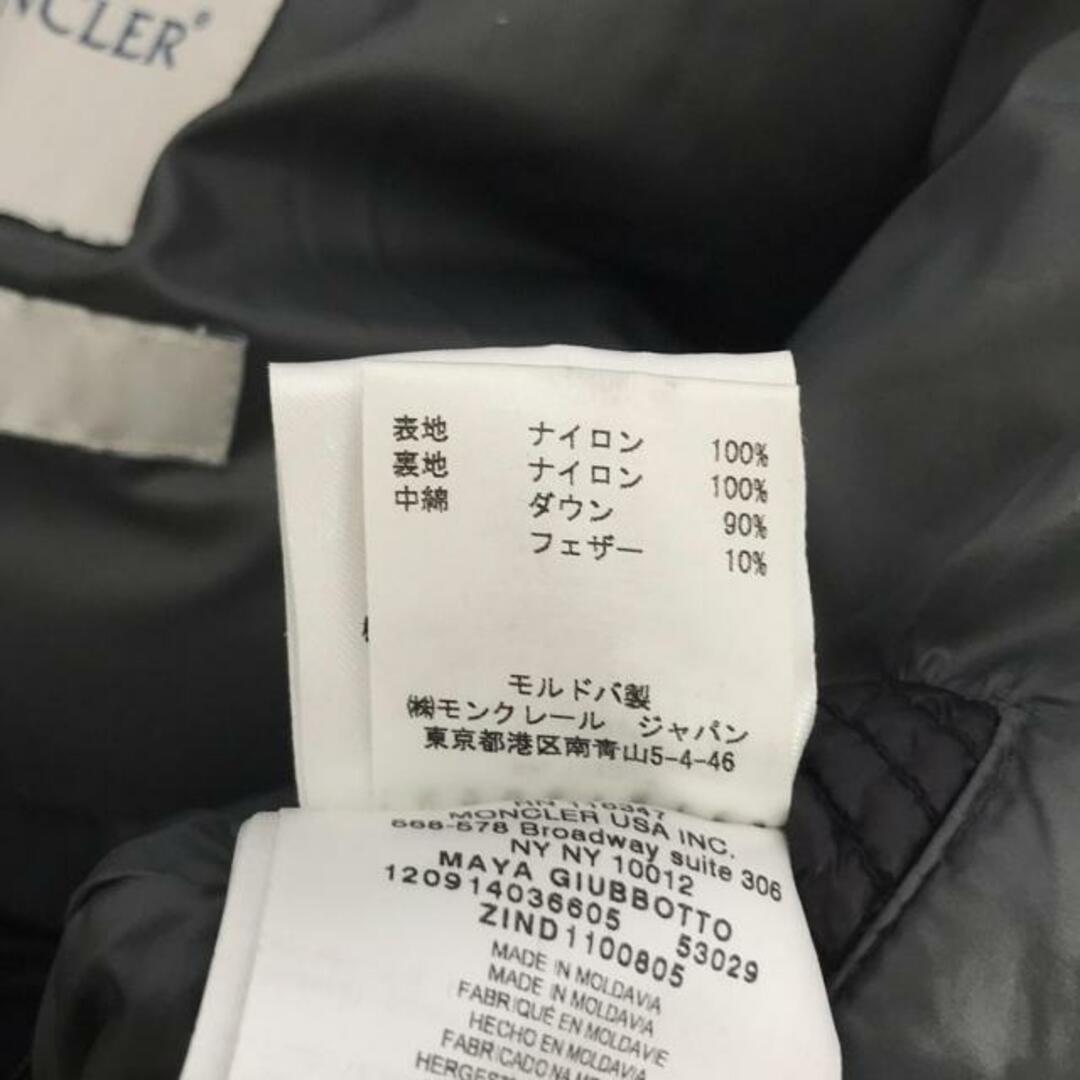 NCLER®
表地 ナイロン 100%
裏地 ナイロン 100%
中綿 ダウン 90%
フェザー 10%
モルドバ製
㈱モンクレール ジャパン
東京都港区南青山5-4-46
RN 116347
MONCLER USA INC.
568-578 Broadway suite 306
NY NY 10012
MAYA GIUBBOTTO
120914036605 53029
ZIND1100805
MADE IN MOLDAVIA
MADE IN MOLDAVIA
FABRIQUÉ EN MOLDAVIE
HECHO EN MOLDAVIE
FABRICADO NA